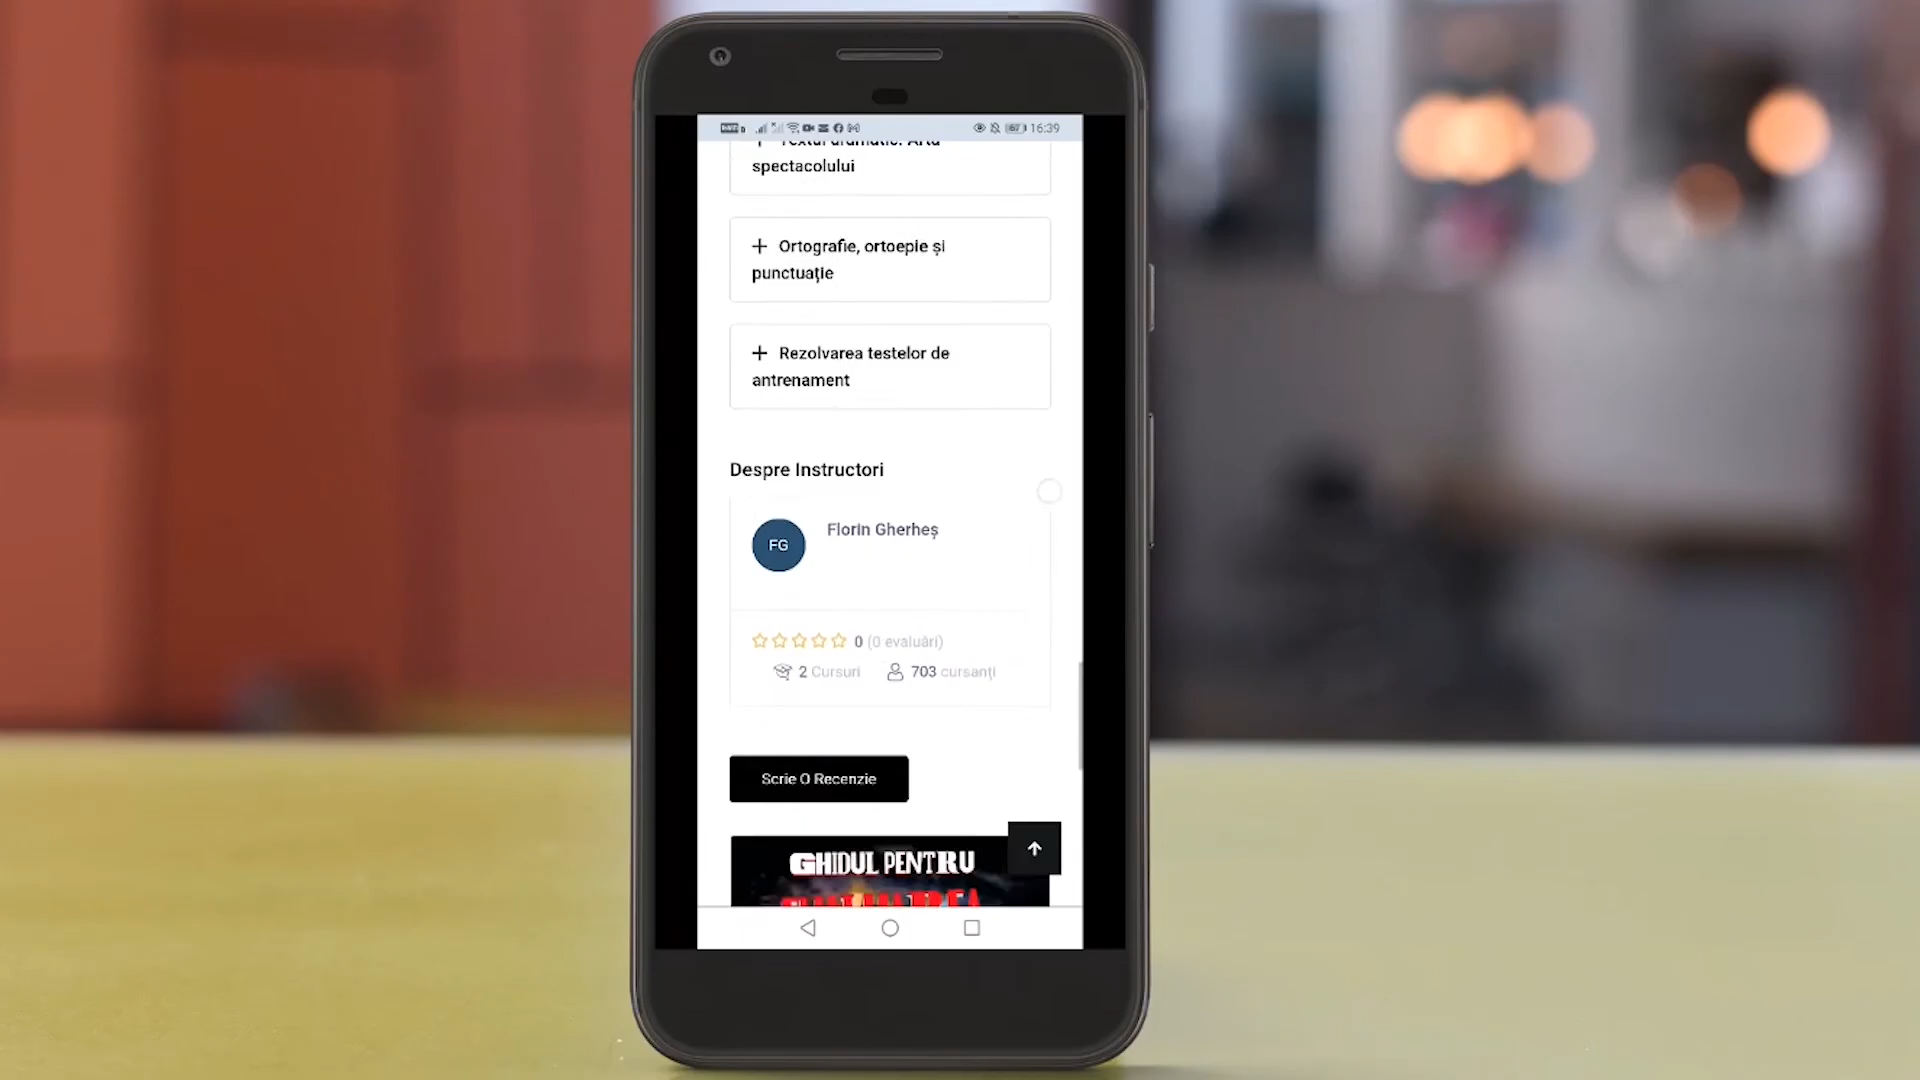 67 16:39
+ Textul dramatic. Arta
spectacolului
+ Ortografie, ortoepie și
punctuație
+ Rezolvarea testelor de
antrenament
Despre Instructori
FG
Florin Gherheș
0 (0 evaluări)
2 Cursuri 703 cursanți
Scrie O Recenzie
GHIDUL PENTRU